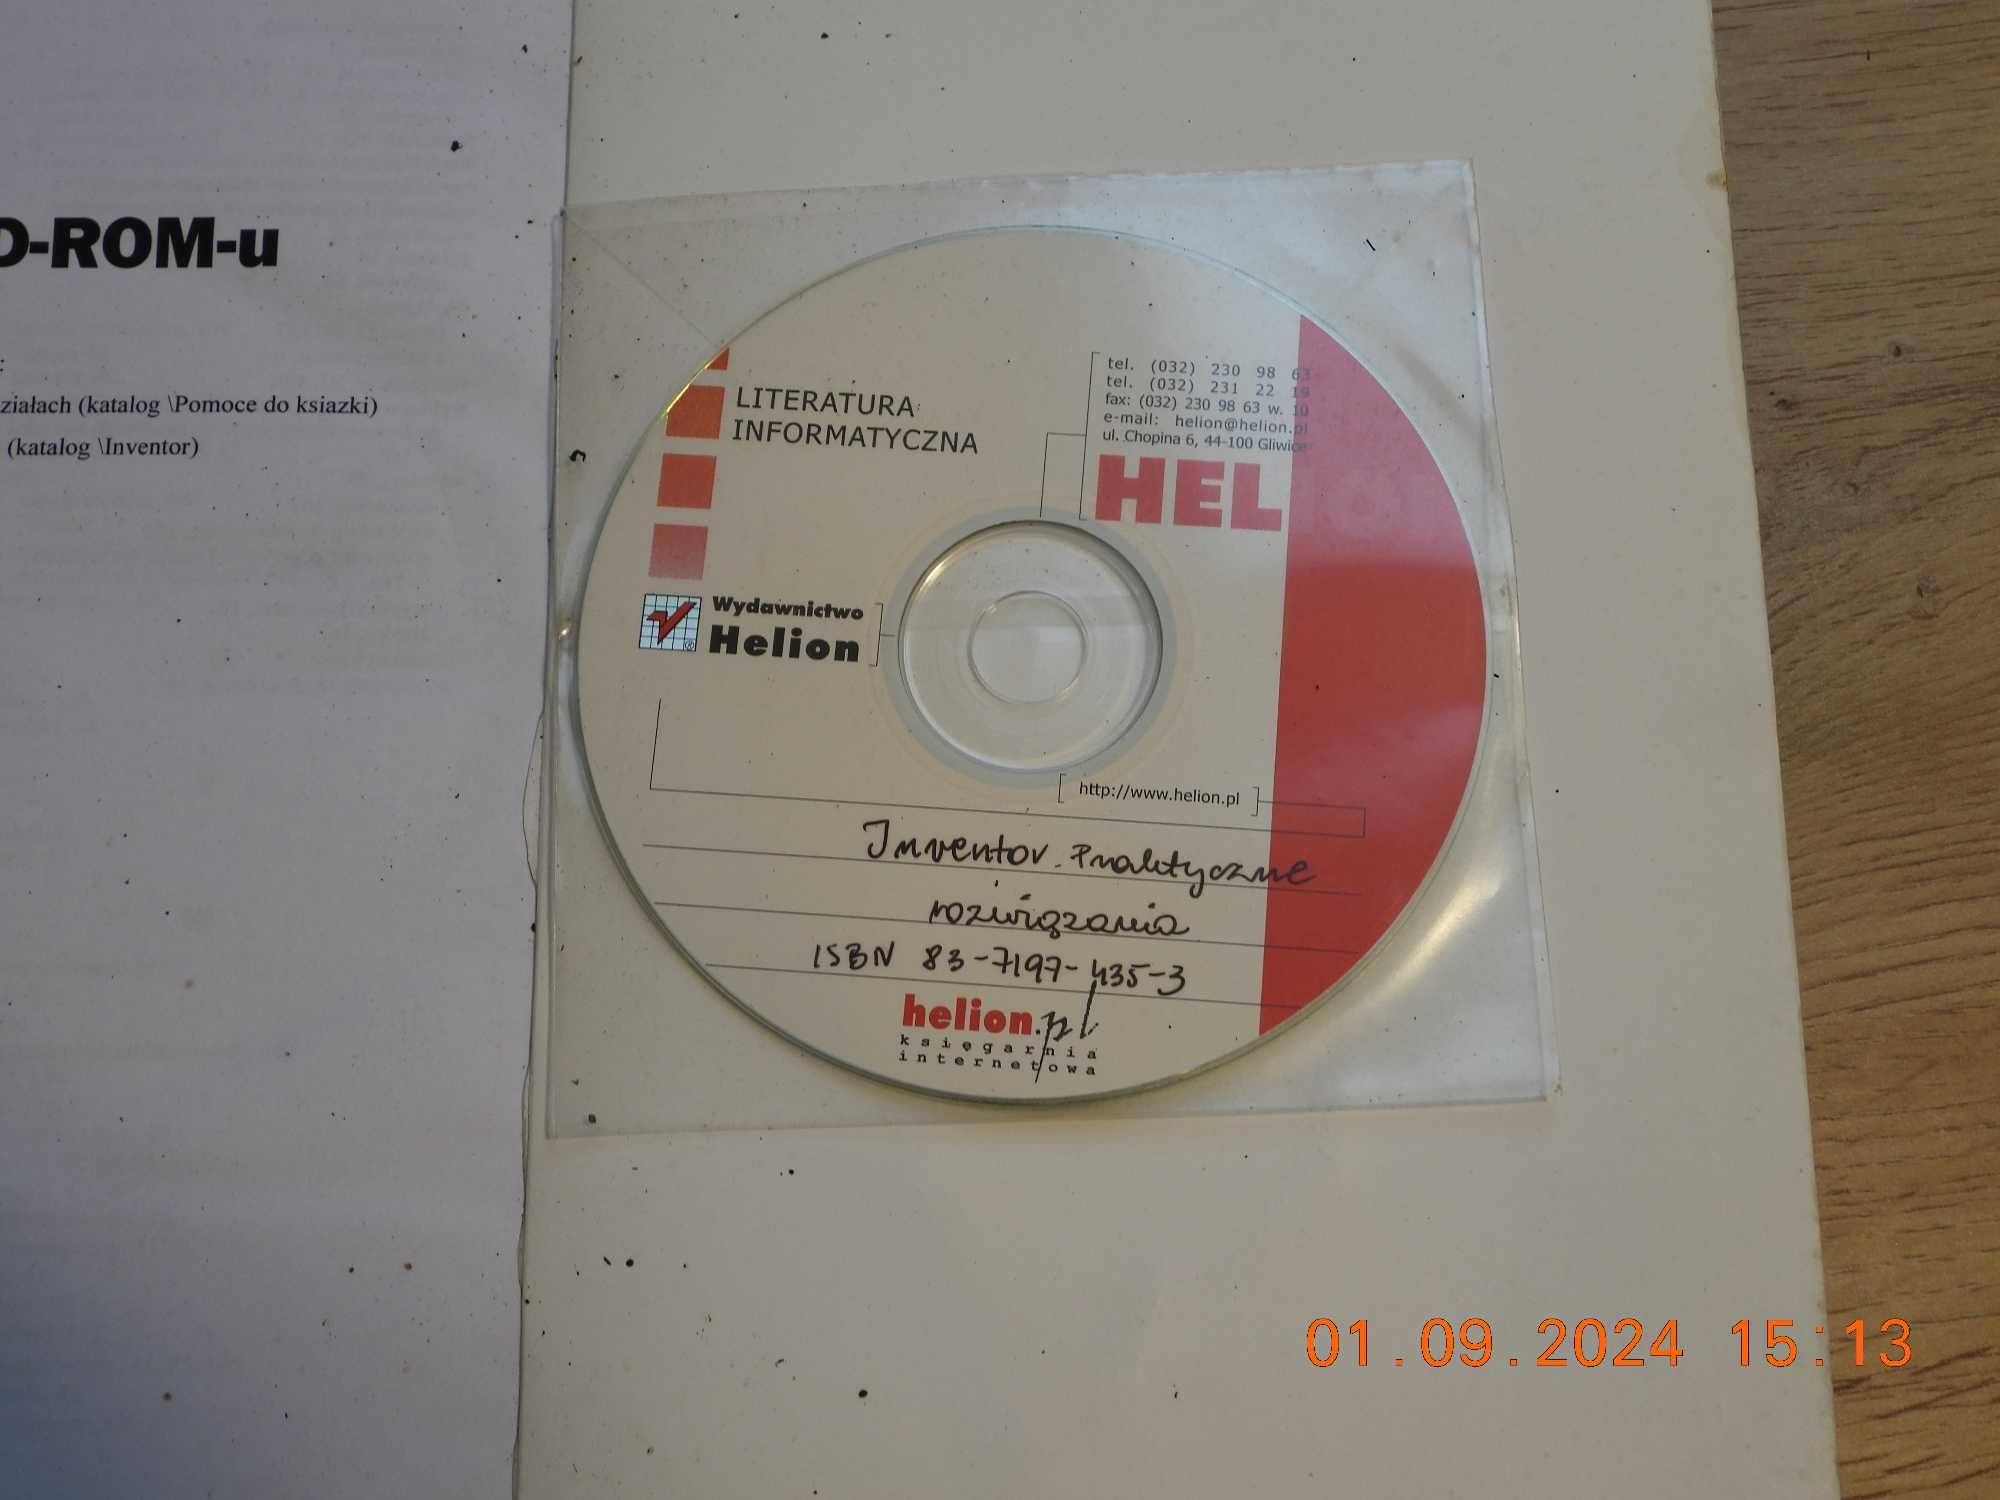 D-ROM-u
ziałach (katalog \Pomoce do ksiazki)
(katalog \Inventor)
LITERATURA
INFORMATYCZNA
tel. (032) 230 98 63
tel. (032) 231 22 19
fax: (032) 230 98 63 w. 10
e-mail: helion@helion.pl
ul. Chopina 6, 44-100 Gliwice
HEL
Wydawnictwo
Helion
http://www.helion.pl
Inventor. Praktyczne
rozwiązania
ISBN 83-7197-435-3
helion.pl
księgarnia
internetowa
01.09.2024 15:13